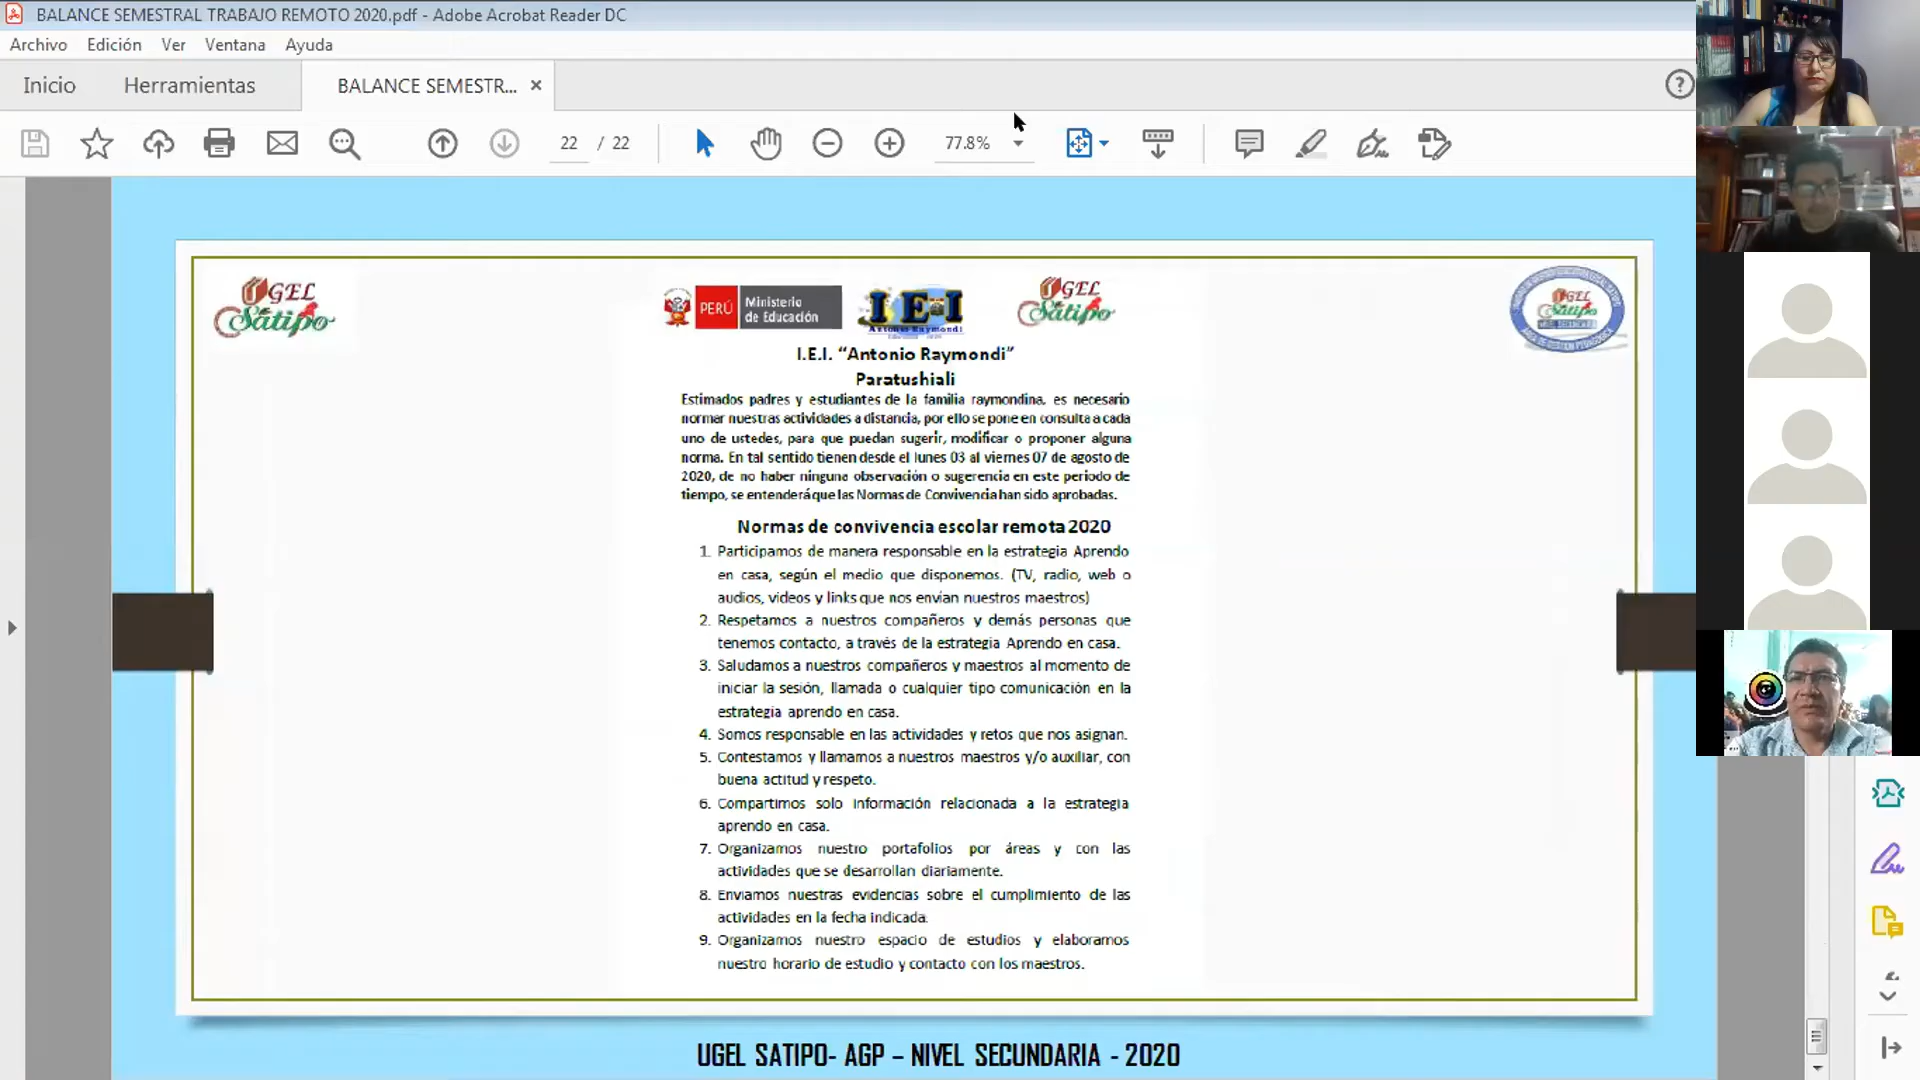 BALANCE SEMESTRAL TRABAJO REMOTO 2020.pdf - Adobe Acrobat Reader DC
Archivo Edición Ver Ventana Ayuda
Inicio Herramientas BALANCE SEMESTR...
22 / 22 77.8%
UGEL Satipo
PERÚ Ministerio de Educación
IEI Antonio Raymondi
UGEL Satipo
UGEL Satipo
I.E.I. “Antonio Raymondi”
Paratushiali
Estimados padres y estudiantes de la familia raymondina, es necesario
normar nuestras actividades a distancia, por ello se pone en consulta a cada
uno de ustedes, para que puedan sugerir, modificar o proponer alguna
norma. En tal sentido tienen desde el lunes 03 al viernes 07 de agosto de
2020, de no haber ninguna observación o sugerencia en este periodo de
tiempo, se entenderá que las Normas de Convivencia han sido aprobadas.
Normas de convivencia escolar remota 2020
1. Participamos de manera responsable en la estrategia Aprendo
en casa, según el medio que disponemos. (TV, radio, web o
audios, videos y links que nos envían nuestros maestros)
2. Respetamos a nuestros compañeros y demás personas que
tenemos contacto, a través de la estrategia Aprendo en casa.
3. Saludamos a nuestros compañeros y maestros al momento de
iniciar la sesión, llamada o cualquier tipo comunicación en la
estrategia aprendo en casa.
4. Somos responsable en las actividades y retos que nos asignan.
5. Contestamos y llamamos a nuestros maestros y/o auxiliar, con
buena actitud y respeto.
6. Compartimos solo información relacionada a la estrategia
aprendo en casa.
7. Organizamos nuestro portafolios por áreas y con las
actividades que se desarrollan diariamente.
8. Enviamos nuestras evidencias sobre el cumplimiento de las
actividades en la fecha indicada.
9. Organizamos nuestro espacio de estudios y elaboramos
nuestro horario de estudio y contacto con los maestros.
UGEL SATIPO- AGP – NIVEL SECUNDARIA - 2020